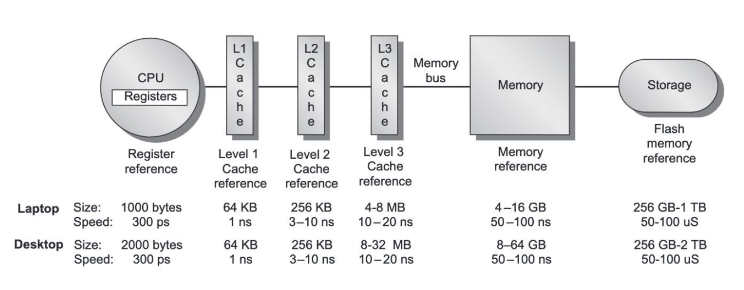 CPU
Registers
L1
Cache
L2
Cache
L3
Cache
Memory
bus
Memory
Storage
Register
reference
Level 1
Cache
reference
Level 2
Cache
reference
Level 3
Cache
reference
Memory
reference
Flash
memory
reference
Laptop Size: 1000 bytes 64 KB 256 KB 4-8 MB 4–16 GB 256 GB-1 TB
Speed: 300 ps 1 ns 3–10 ns 10–20 ns 50–100 ns 50-100 uS
Desktop Size: 2000 bytes 64 KB 256 KB 8-32 MB 8–64 GB 256 GB-2 TB
Speed: 300 ps 1 ns 3–10 ns 10–20 ns 50–100 ns 50-100 uS